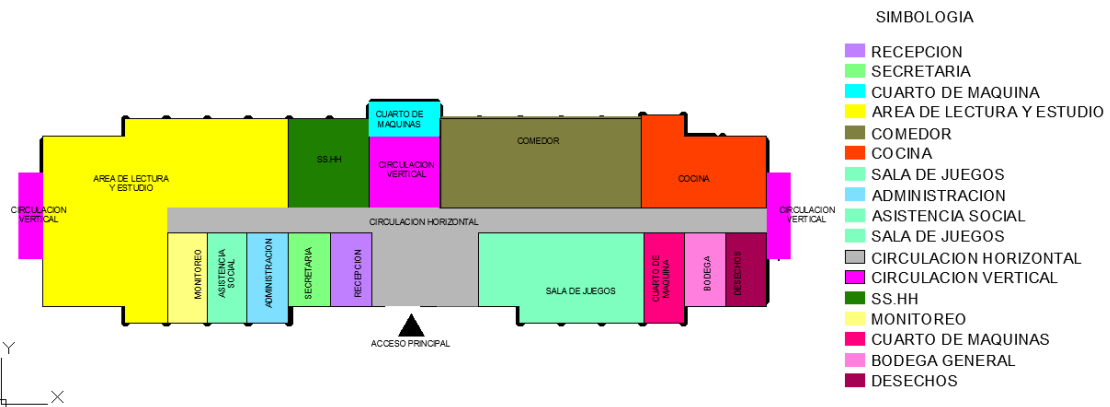 SIMBOLOGIA
RECEPCION
SECRETARIA
CUARTO DE MAQUINA
AREA DE LECTURA Y ESTUDIO
COMEDOR
COCINA
SALA DE JUEGOS
ADMINISTRACION
ASISTENCIA SOCIAL
SALA DE JUEGOS
CIRCULACION HORIZONTAL
CIRCULACION VERTICAL
SS.HH
MONITOREO
CUARTO DE MAQUINAS
BODEGA GENERAL
DESECHOS
CUARTO DE
MAQUINAS
COMEDOR
SS.HH
CIRCULACION
VERTICAL
AREA DE LECTURA
Y ESTUDIO
COCINA
CIRCULACION
VERTICAL
CIRCULACION
VERTICAL
CIRCULACION HORIZONTAL
MONITOREO
ASISTENCIA
SOCIAL
ADMINISTRACION
SECRETARIA
RECEPCION
SALA DE JUEGOS
CUARTO DE
MAQUINA
BODEGA
DESECHOS
ACCESO PRINCIPAL
Y
X